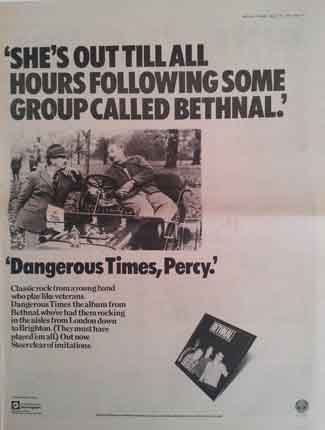 'SHE'S OUT TILL ALL
HOURS FOLLOWING SOME
GROUP CALLED BETHNAL.'
'Dangerous Times, Percy.'
Classic rock from a young band
who play like veterans.
Dangerous Times the album from
Bethnal, who've had them rocking
in the aisles from London down
to Brighton. (They must have
played 'em all.) Out now.
Steer clear of imitations.
BETHNAL